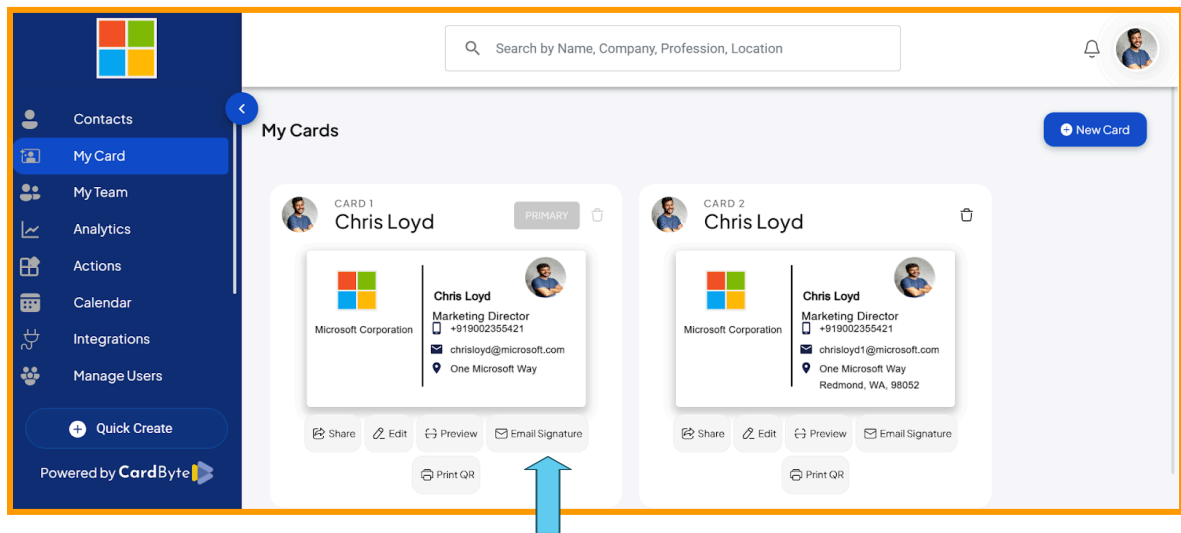 Search by Name, Company, Profession, Location
Contacts
My Card
My Team
Analytics
Actions
Calendar
Integrations
Manage Users
Quick Create
Powered by CardByte
My Cards
New Card
CARD 1
Chris Loyd
PRIMARY
Microsoft Corporation
Chris Loyd
Marketing Director
+919002355421
chrisloyd@microsoft.com
One Microsoft Way
Share Edit Preview Email Signature
Print QR
CARD 2
Chris Loyd
Microsoft Corporation
Chris Loyd
Marketing Director
+919002355421
chrisloyd1@microsoft.com
One Microsoft Way
Redmond, WA, 98052
Share Edit Preview Email Signature
Print QR